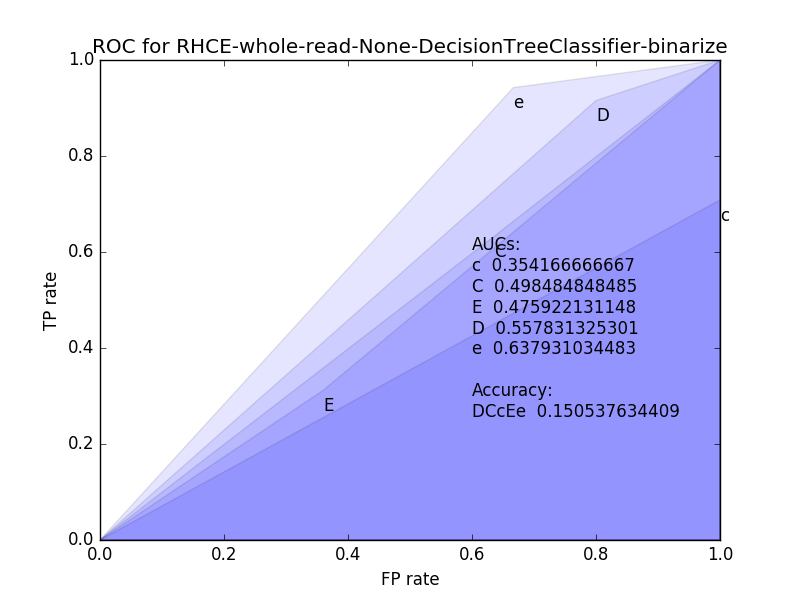 ROC for RHCE-whole-read-None-DecisionTreeClassifier-binarize
1.0
0.8
0.6
0.4
0.2
0.0
TP rate
e
D
c
C
E
AUCs:
c 0.354166666667
C 0.498484848485
E 0.475922131148
D 0.557831325301
e 0.637931034483
Accuracy:
DCcEe 0.150537634409
0.0 0.2 0.4 0.6 0.8 1.0
FP rate